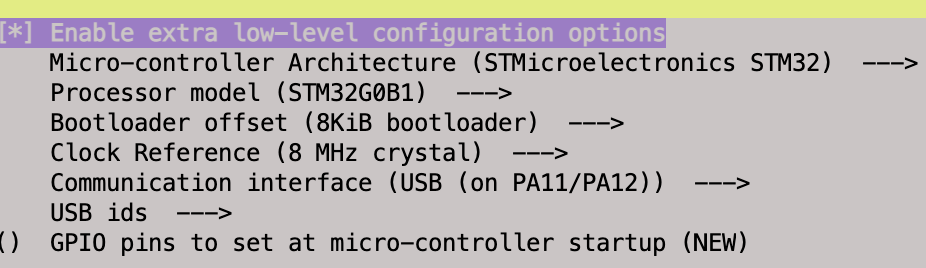 [*] Enable extra low-level configuration options
Micro-controller Architecture (STMicroelectronics STM32) --->
Processor model (STM32G0B1) --->
Bootloader offset (8KiB bootloader) --->
Clock Reference (8 MHz crystal) --->
Communication interface (USB (on PA11/PA12)) --->
USB ids --->
() GPIO pins to set at micro-controller startup (NEW)